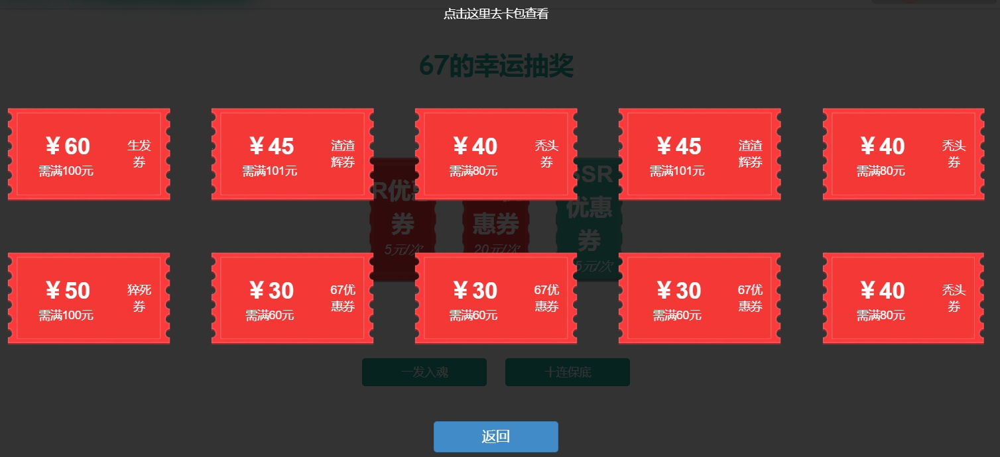 点击这里去卡包查看
67的幸运抽奖
￥60
需满100元
生发
券
￥45
需满101元
渣渣
辉券
￥40
需满80元
秃头
券
￥45
需满101元
渣渣
辉券
￥40
需满80元
秃头
券
R优惠
券
5元/次
惠券
20元/次
SSR
优惠
券
5元/次
￥50
需满100元
猝死
券
￥30
需满60元
67优
惠券
￥30
需满60元
67优
惠券
￥30
需满60元
67优
惠券
￥40
需满80元
秃头
券
一发入魂
十连保底
返回